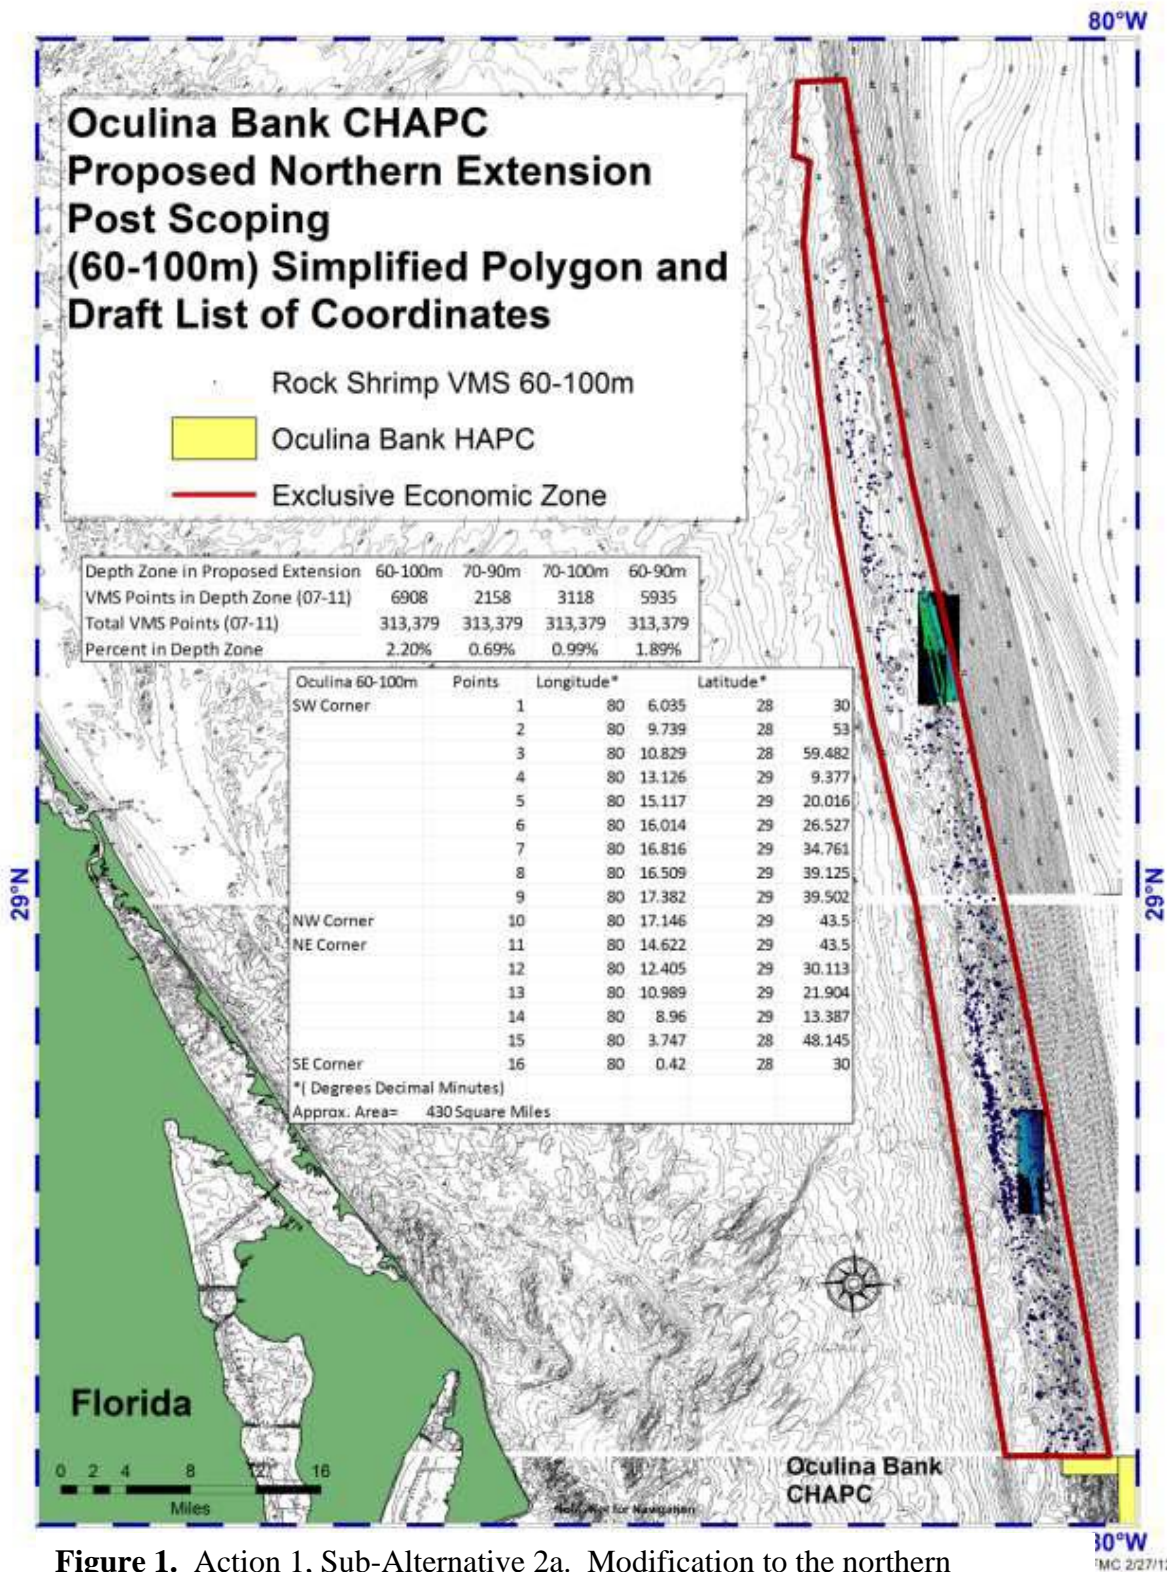 80°W
Oculina Bank CHAPC
Proposed Northern Extension
Post Scoping
(60-100m) Simplified Polygon and
Draft List of Coordinates
Rock Shrimp VMS 60-100m
Oculina Bank HAPC
Exclusive Economic Zone
Depth Zone in Proposed Extension 60-100m 70-90m 70-100m 60-90m
VMS Points in Depth Zone (07-11) 6908 2158 3118 5935
Total VMS Points (07-11) 313,379 313,379 313,379 313,379
Percent in Depth Zone 2.20% 0.69% 0.99% 1.89%
Oculina 60-100m Points Longitude* Latitude*
SW Corner 1 80 6.035 28 30
2 80 9.739 28 53
3 80 10.829 28 59.482
4 80 13.126 29 9.377
5 80 15.117 29 20.016
6 80 16.014 29 26.527
7 80 16.816 29 34.761
8 80 16.509 29 39.125
9 80 17.382 29 39.502
NW Corner 10 80 17.146 29 43.5
NE Corner 11 80 14.622 29 43.5
12 80 12.405 29 30.113
13 80 10.989 29 21.904
14 80 8.96 29 13.387
15 80 3.747 28 48.145
SE Corner 16 80 0.42 28 30
*( Degrees Decimal Minutes)
Approx. Area= 430 Square Miles
29°N
29°N
Florida
0 2 4 8 12 16
Miles
Oculina Bank
CHAPC
for Navigation
30°W
FMC 2/27/13
Figure 1. Action 1, Sub-Alternative 2a. Modification to the northern